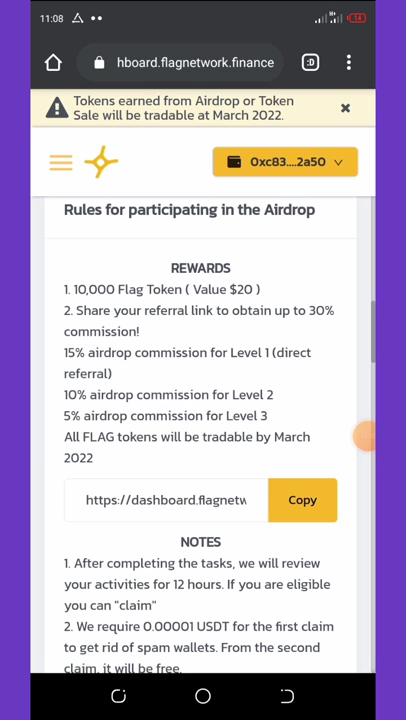 11:08
14
hboard.flagnetwork.finance
:D
Tokens earned from Airdrop or Token
Sale will be tradable at March 2022.
0xc83....2a50
Rules for participating in the Airdrop
REWARDS
1. 10,000 Flag Token ( Value $20 )
2. Share your referral link to obtain up to 30%
commission!
15% airdrop commission for Level 1 (direct
referral)
10% airdrop commission for Level 2
5% airdrop commission for Level 3
All FLAG tokens will be tradable by March
2022
https://dashboard.flagnetw
Copy
NOTES
1. After completing the tasks, we will review
your activities for 12 hours. If you are eligible
you can "claim"
2. We require 0.00001 USDT for the first claim
to get rid of spam wallets. From the second
claim, it will be free.